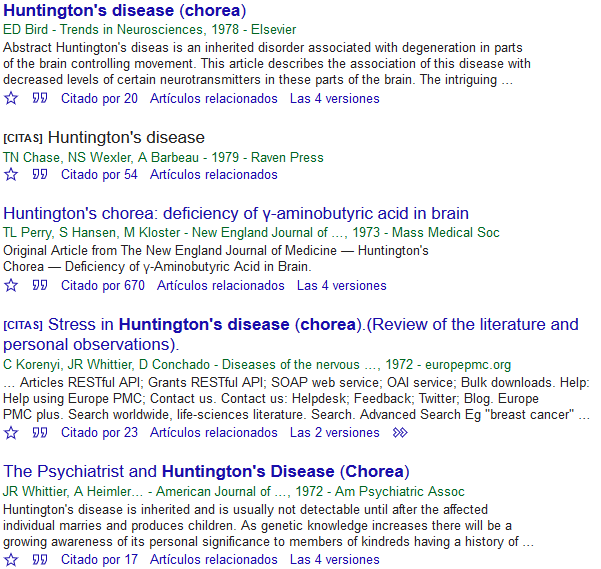 Huntington's disease (chorea)
ED Bird - Trends in Neurosciences, 1978 - Elsevier
Abstract Huntington's diseas is an inherited disorder associated with degeneration in parts
of the brain controlling movement. This article describes the association of this disease with
decreased levels of certain neurotransmitters in these parts of the brain. The intriguing …
Citado por 20 Artículos relacionados Las 4 versiones
[CITAS] Huntington's disease
TN Chase, NS Wexler, A Barbeau - 1979 - Raven Press
Citado por 54 Artículos relacionados
Huntington's chorea: deficiency of γ-aminobutyric acid in brain
TL Perry, S Hansen, M Kloster - New England Journal of …, 1973 - Mass Medical Soc
Original Article from The New England Journal of Medicine — Huntington's
Chorea — Deficiency of γ-Aminobutyric Acid in Brain.
Citado por 670 Artículos relacionados Las 4 versiones
[CITAS] Stress in Huntington's disease (chorea).(Review of the literature and
personal observations).
C Korenyi, JR Whittier, D Conchado - Diseases of the nervous …, 1972 - europepmc.org
… Articles RESTful API; Grants RESTful API; SOAP web service; OAI service; Bulk downloads. Help:
Help using Europe PMC; Contact us. Contact us: Helpdesk; Feedback; Twitter; Blog. Europe
PMC plus. Search worldwide, life-sciences literature. Search. Advanced Search Eg "breast cancer" …
Citado por 23 Artículos relacionados Las 2 versiones
The Psychiatrist and Huntington's Disease (Chorea)
JR Whittier, A Heimler… - American Journal of …, 1972 - Am Psychiatric Assoc
Huntington's disease is inherited and is usually not detectable until after the affected
individual marries and produces children. As genetic knowledge increases there will be a
growing awareness of its personal significance to members of kindreds having a history of …
Citado por 17 Artículos relacionados Las 4 versiones